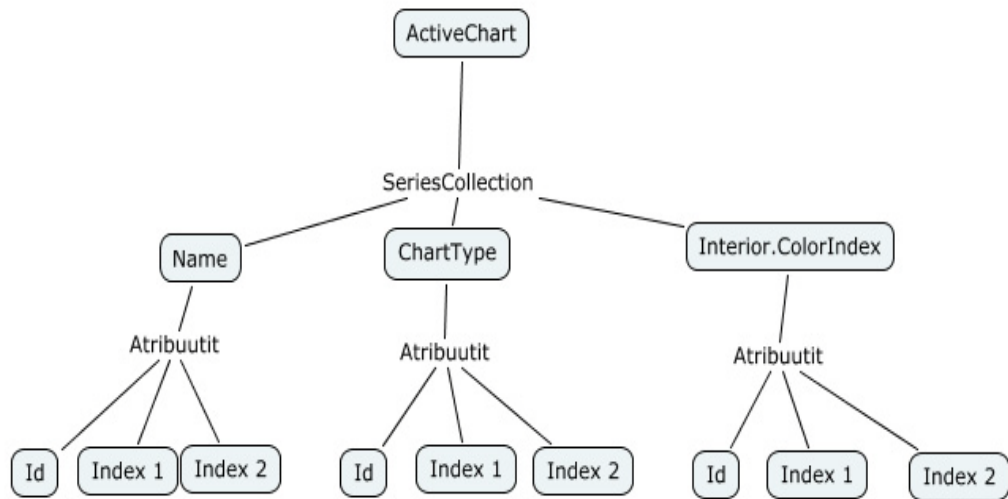 ActiveChart
SeriesCollection
Name
ChartType
Interior.ColorIndex
Atribuutit
Atribuutit
Atribuutit
Id
Index 1
Index 2
Id
Index 1
Index 2
Id
Index 1
Index 2